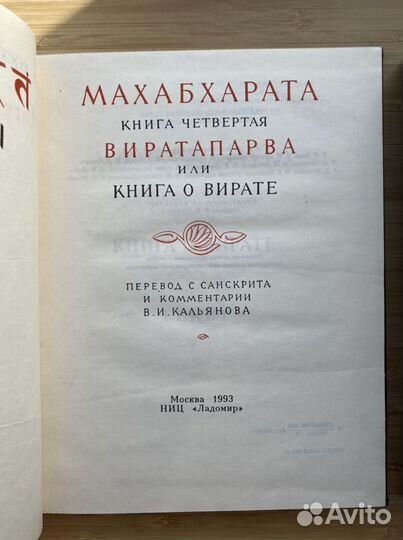 МАХАБХАРАТА
КНИГА ЧЕТВЕРТАЯ
ВИРАТАПАРВА
ИЛИ
КНИГА О ВИРАТЕ
ПЕРЕВОД С САНСКРИТА
И КОММЕНТАРИИ
В. И. КАЛЬЯНОВА
Москва 1993
НИЦ «Ладомир»
Avito